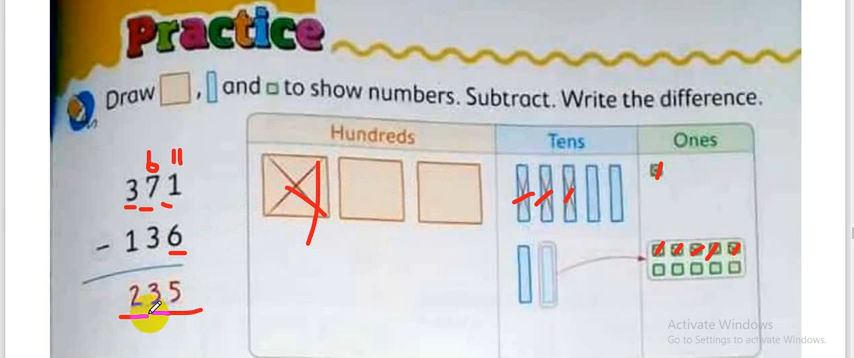 Practice
Draw , and to show numbers. Subtract. Write the difference.
Hundreds Tens Ones
6 11
371
- 136
235
Activate Windows
Go to Settings to activate Windows.